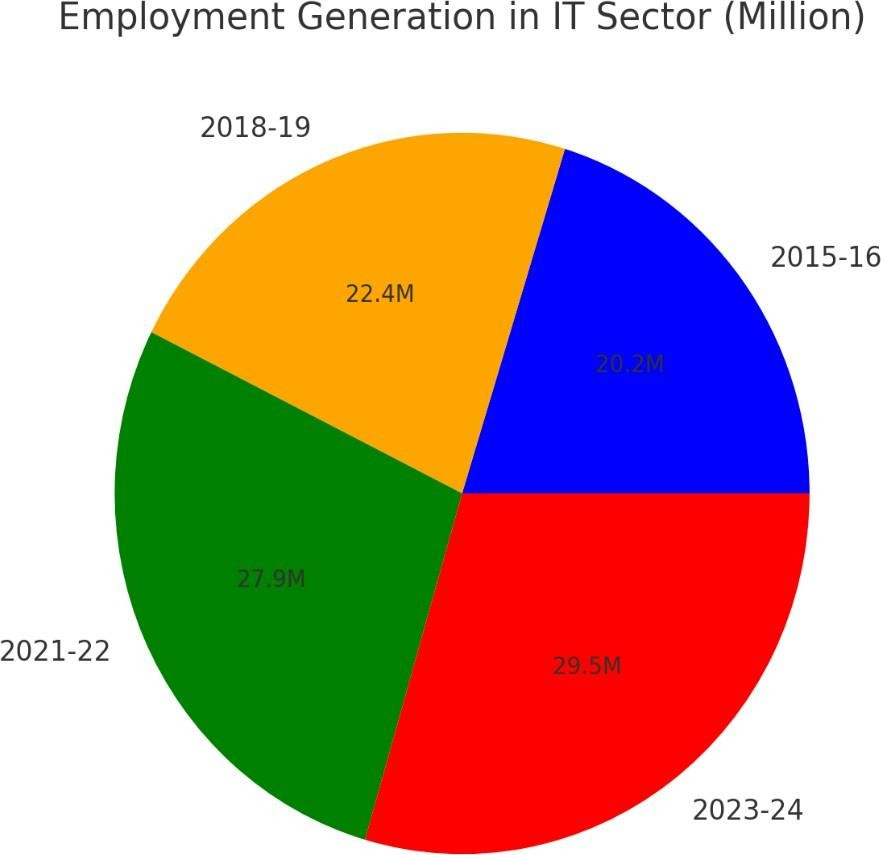 Employment Generation in IT Sector (Million)
2018-19
2015-16
22.4M
20.2M
27.9M
2021-22
29.5M
2023-24